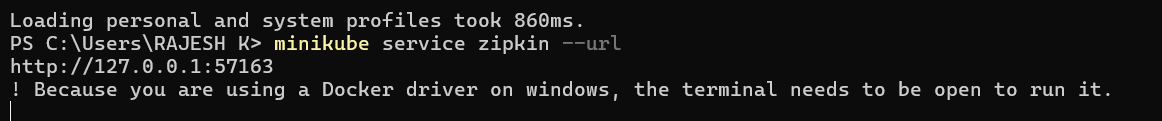 Loading personal and system profiles took 860ms.
PS C:\Users\RAJESH K> minikube service zipkin --url
http://127.0.0.1:57163
! Because you are using a Docker driver on windows, the terminal needs to be open to run it.